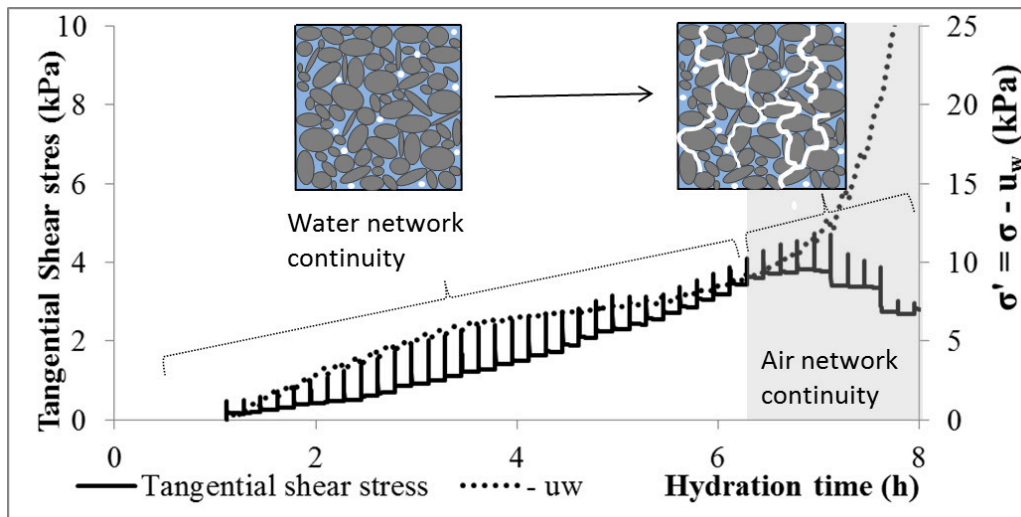 Tangential Shear stres (kPa)
10
8
6
4
2
0
Water network
continuity
Air network
continuity
25
20
15
10
5
0
σ' = σ - uw (kPa)
0
2
4
6
8
Tangential shear stress
- uw
Hydration time (h)